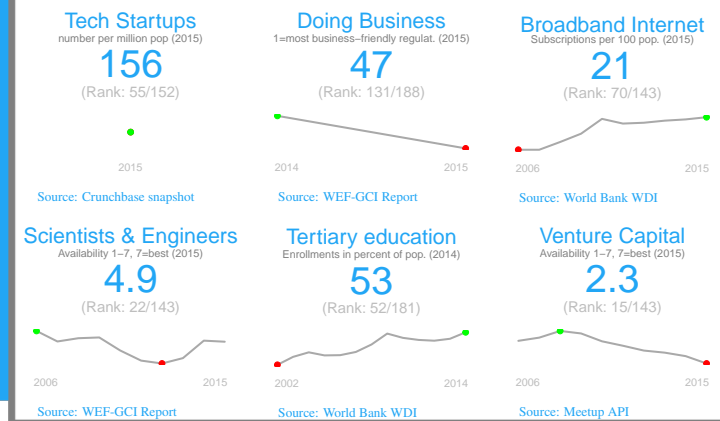 Tech Startups
number per million pop (2015)
156
(Rank: 55/152)
2015
Source: Crunchbase snapshot
Doing Business
1=most business−friendly regulat. (2015)
47
(Rank: 131/188)
2014 2015
Source: WEF-GCI Report
Broadband Internet
Subscriptions per 100 pop. (2015)
21
(Rank: 70/143)
2006 2015
Source: World Bank WDI
Scientists & Engineers
Availability 1−7, 7=best (2015)
4.9
(Rank: 22/143)
2006 2015
Source: WEF-GCI Report
Tertiary education
Enrollments in percent of pop. (2014)
53
(Rank: 52/181)
2002 2014
Source: World Bank WDI
Venture Capital
Availability 1−7, 7=best (2015)
2.3
(Rank: 15/143)
2006 2015
Source: Meetup API